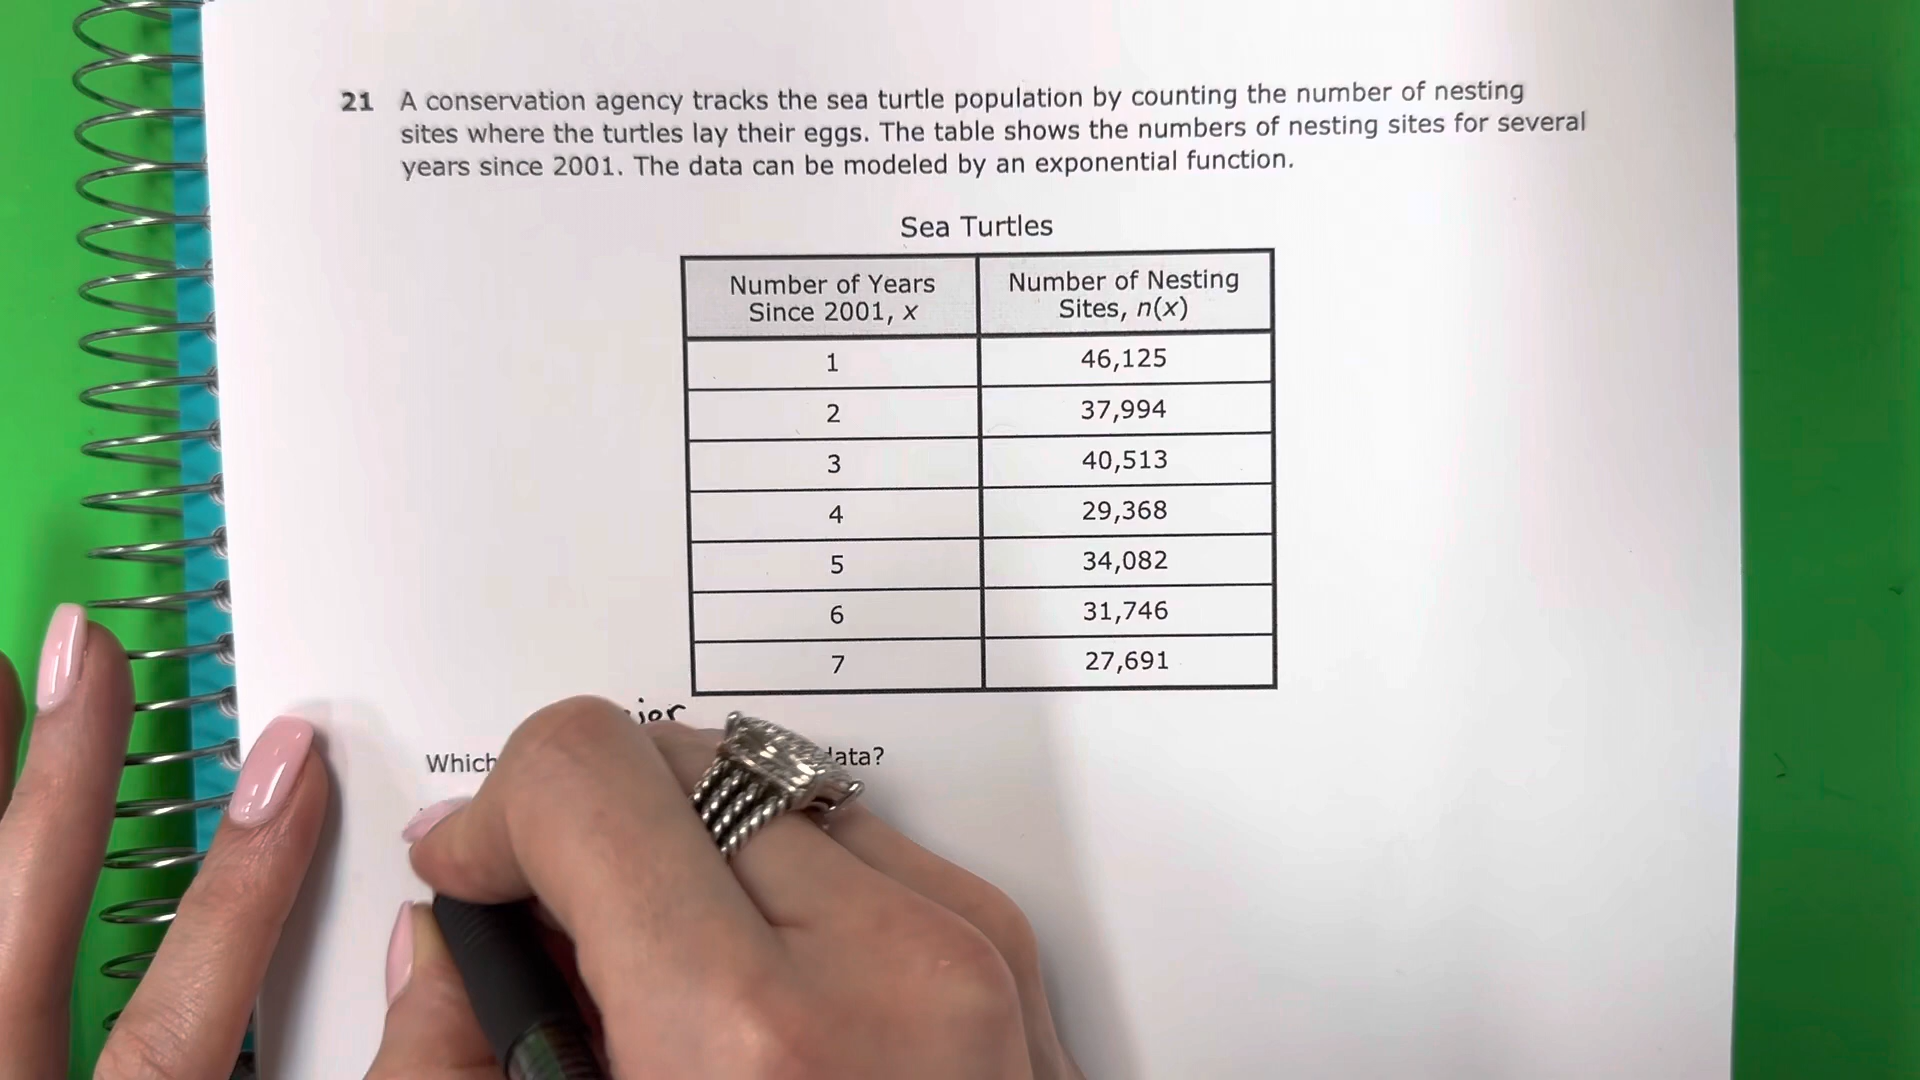 21 A conservation agency tracks the sea turtle population by counting the number of nesting
sites where the turtles lay their eggs. The table shows the numbers of nesting sites for several
years since 2001. The data can be modeled by an exponential function.
Sea Turtles
Number of Years Since 2001, x
Number of Nesting Sites, n(x)
1 46,125
2 37,994
3 40,513
4 29,368
5 34,082
6 31,746
7 27,691
Which data?